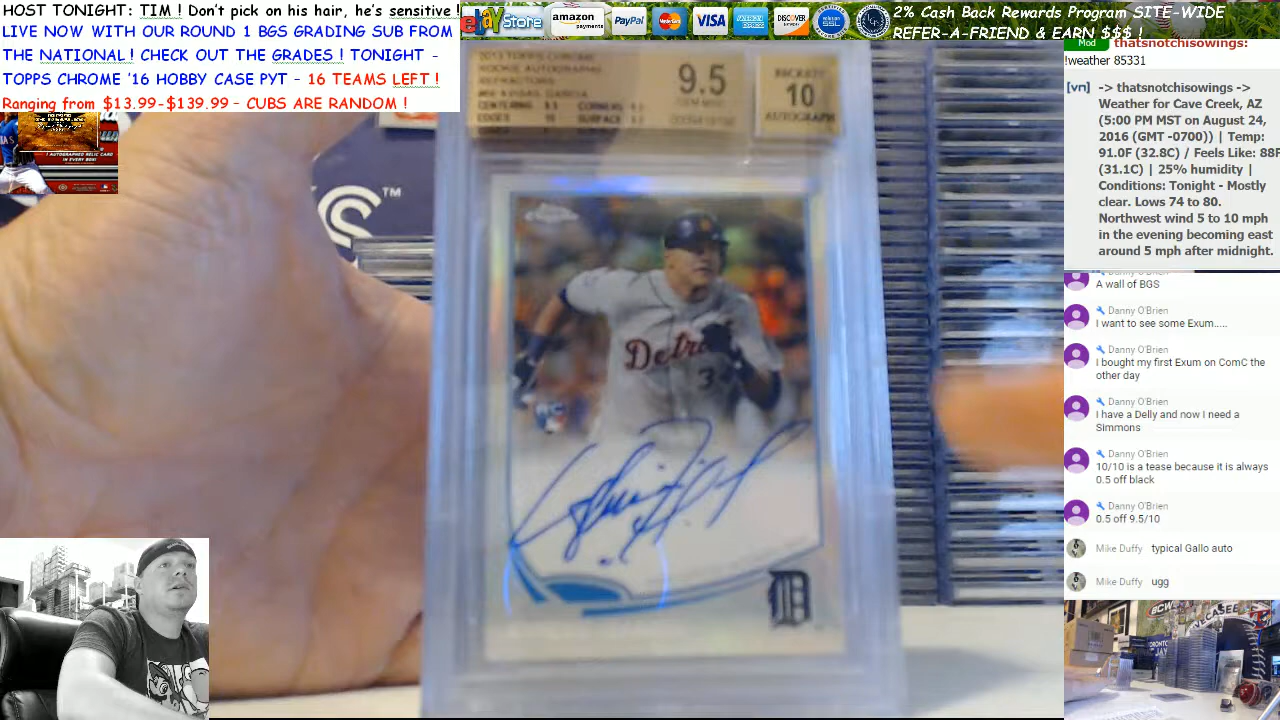 HOST TONIGHT: TIM ! Don't pick on his hair, he's sensitive !
LIVE NOW WITH OUR ROUND 1 BGS GRADING SUB FROM
THE NATIONAL ! CHECK OUT THE GRADES ! TONIGHT -
TOPPS CHROME '16 HOBBY CASE PYT - 16 TEAMS LEFT !
Ranging from $13.99-$139.99 - CUBS ARE RANDOM !
ebay Store
amazon
payments
PayPal
MasterCard
VISA
AMERICAN EXPRESS
DISCOVER
2% Cash Back Rewards Program SITE-WIDE
REFER-A-FRIEND & EARN $$$ !
Mod thatsnotchisowings:
!weather 85331
[vn] -> thatsnotchisowings ->
Weather for Cave Creek, AZ
(5:00 PM MST on August 24,
2016 (GMT -0700)) | Temp:
91.0F (32.8C) / Feels Like: 88F
(31.1C) | 25% humidity |
Conditions: Tonight - Mostly
clear. Lows 74 to 80.
Northwest wind 5 to 10 mph
in the evening becoming east
around 5 mph after midnight.
Danny O'Brien
A wall of BGS
Danny O'Brien
I want to see some Exum.....
Danny O'Brien
I bought my first Exum on ComC the
other day
Danny O'Brien
I have a Delly and now I need a
Simmons
Danny O'Brien
10/10 is a tease because it is always
0.5 off black
Danny O'Brien
0.5 off 9.5/10
Mike Duffy typical Gallo auto
Mike Duffy ugg
2013 TOPPS CHROME
ROOKIE AUTOGRAPHS
REFRACTORS
CENTERING 9.5 CORNERS 9.5
EDGES 10 SURFACE 9.5
9.5
GEM MINT
BECKETT
10
AUTOGRAPH
CS™
Detr
3
D